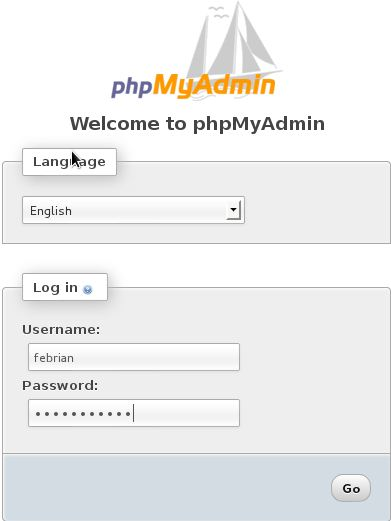 phpMyAdmin
Welcome to phpMyAdmin
Language
English
Log in
Username:
febrian
Password:
•••••••••••
Go